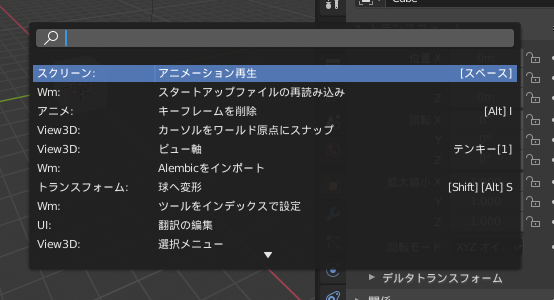 Cube
スクリーン: アニメーション再生 [スペース]
Wm: スタートアップファイルの再読み込み
アニメ: キーフレームを削除 [Alt] I
View3D: カーソルをワールド原点にスナップ
View3D: ビュー軸 テンキー[1]
Wm: Alembicをインポート
トランスフォーム: 球へ変形 [Shift] [Alt] S
Wm: ツールをインデックスで設定
UI: 翻訳の編集
View3D: 選択メニュー
デルタトランスフォーム